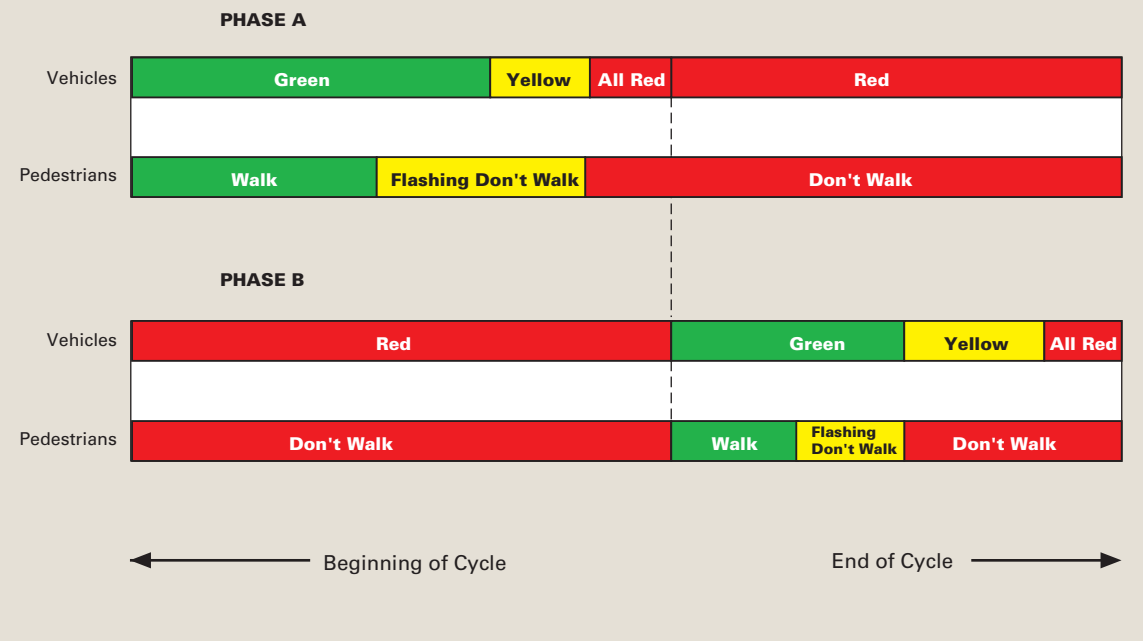 PHASE A
Vehicles
Green
Yellow
All Red
Red
Pedestrians
Walk
Flashing Don't Walk
Don't Walk
PHASE B
Vehicles
Red
Green
Yellow
All Red
Pedestrians
Don't Walk
Walk
Flashing
Don't Walk
Don't Walk
Beginning of Cycle
End of Cycle